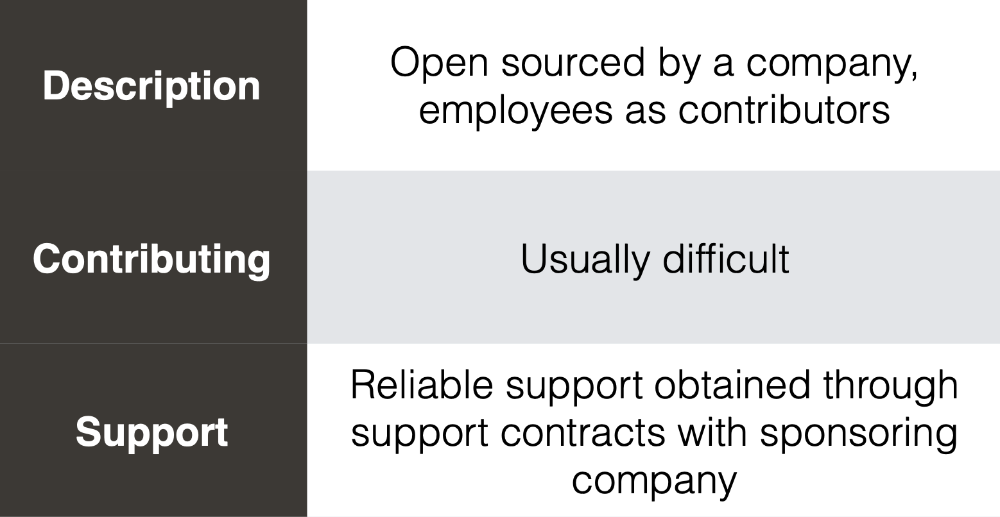 Description
Open sourced by a company,
employees as contributors
Contributing
Usually difficult
Support
Reliable support obtained through
support contracts with sponsoring
company